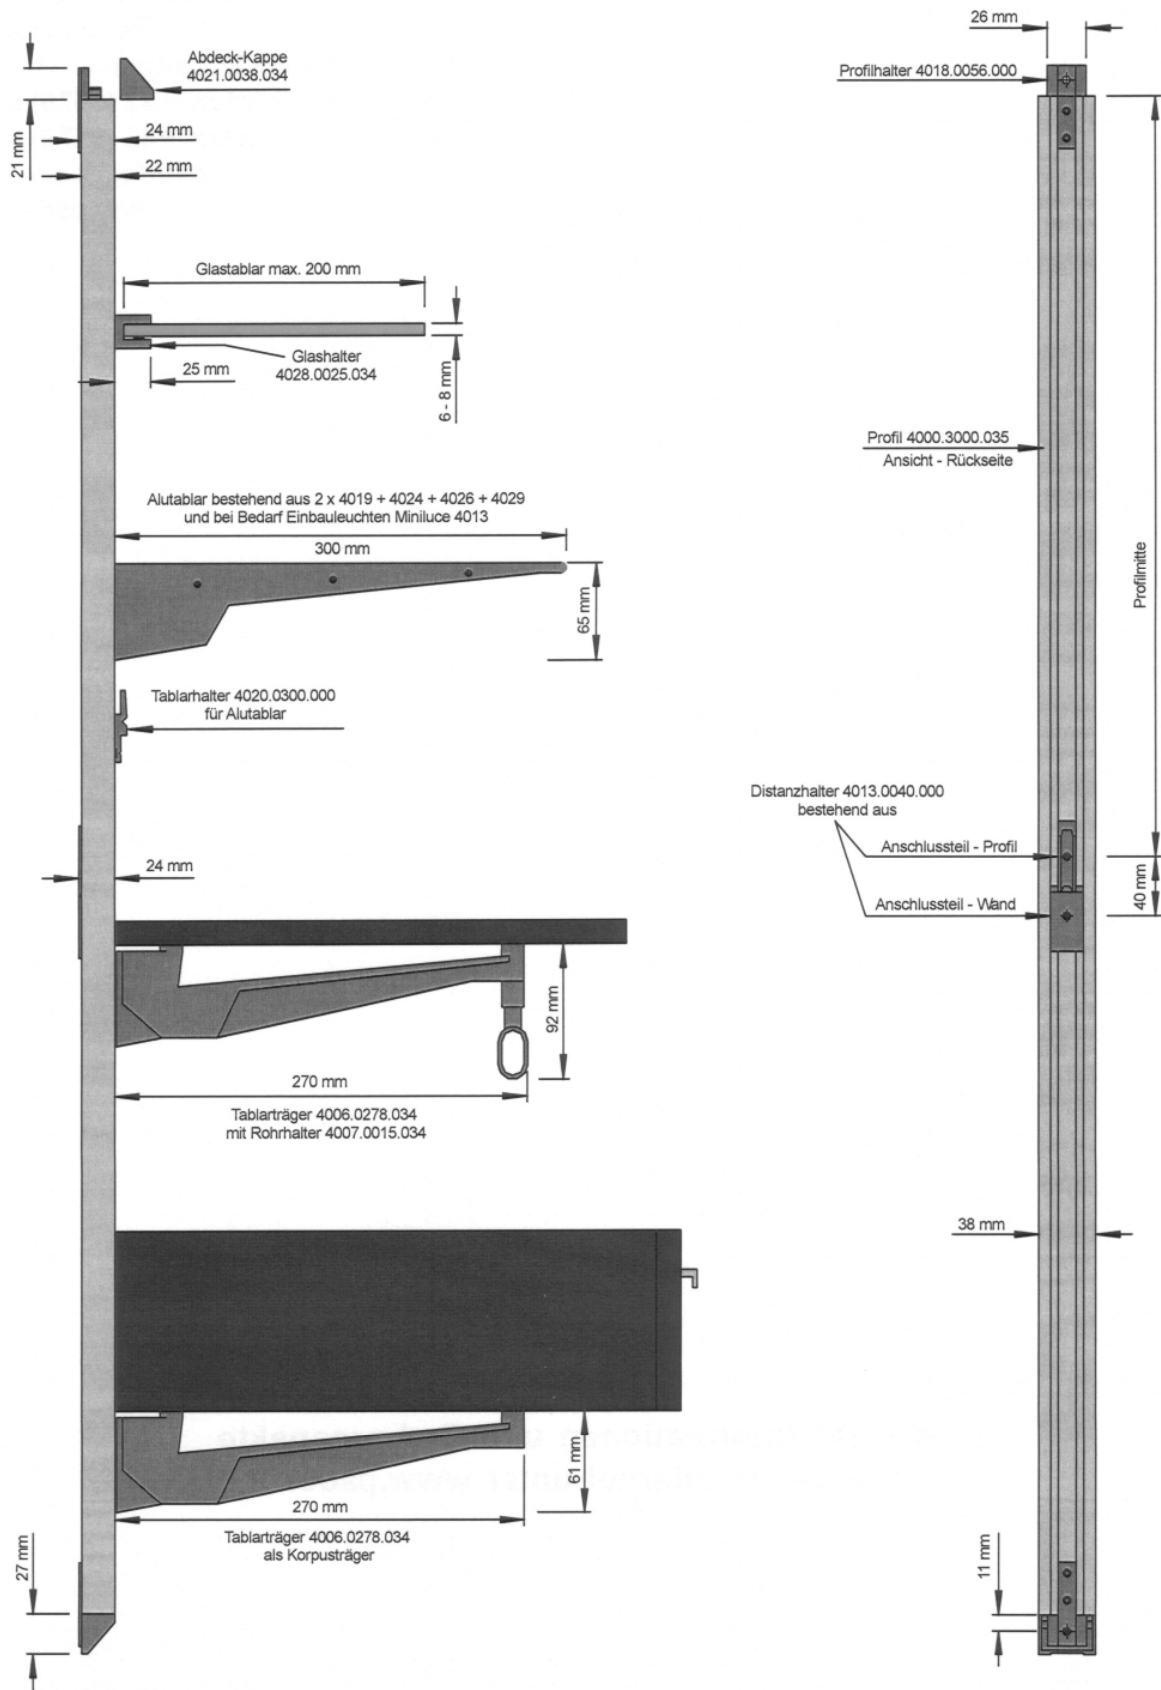 26 mm
Abdeck-Kappe
4021.0038.034
Profilhalter 4018.0056.000
21 mm
24 mm
22 mm
Glastablar max. 200 mm
Glashalter
4028.0025.034
25 mm
6 - 8 mm
Profil 4000.3000.035
Ansicht - Rückseite
Alutablar bestehend aus 2 x 4019 + 4024 + 4026 + 4029
und bei Bedarf Einbauleuchten Miniluce 4013
300 mm
65 mm
Profilmitte
Tablarhalter 4020.0300.000
für Alutablar
Distanzhalter 4013.0040.000
bestehend aus
Anschlussteil - Profil
24 mm
40 mm
Anschlussteil - Wand
92 mm
270 mm
Tablarträger 4006.0278.034
mit Rohrhalter 4007.0015.034
38 mm
61 mm
270 mm
Tablarträger 4006.0278.034
als Korpusträger
27 mm
11 mm